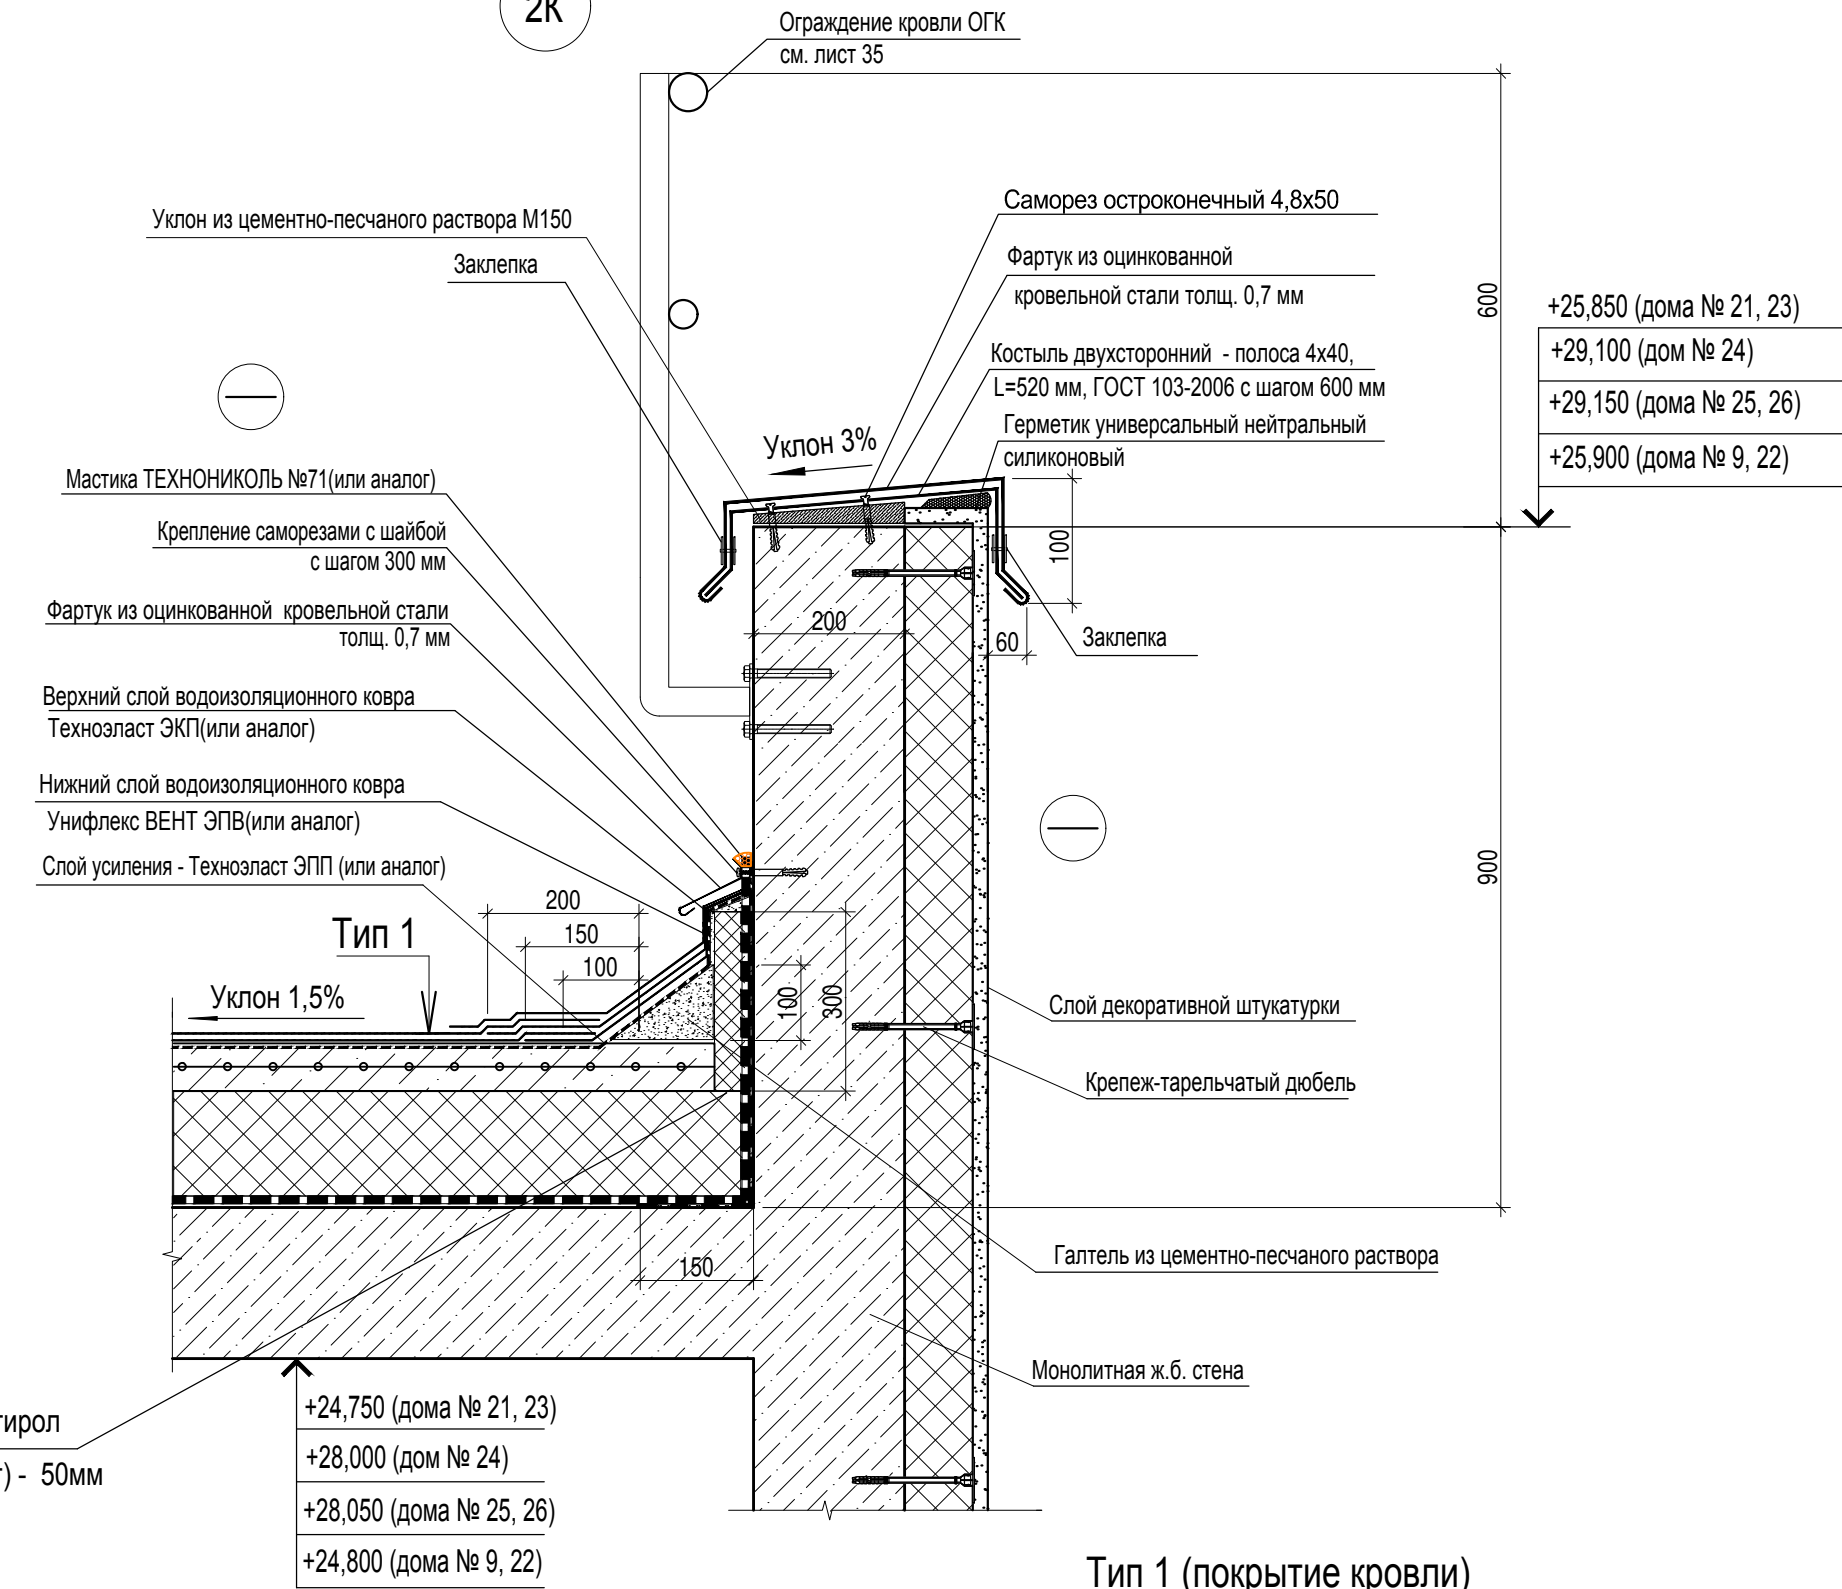 2К
Ограждение кровли ОГК
см. лист 35
Саморез остроконечный 4,8х50
Уклон из цементно-песчаного раствора М150
Заклепка
Фартук из оцинкованной
кровельной стали толщ. 0,7 мм
600
+25,850 (дома № 21, 23)
+29,100 (дом № 24)
+29,150 (дома № 25, 26)
+25,900 (дома № 9, 22)
Костыль двухсторонний - полоса 4х40,
L=520 мм, ГОСТ 103-2006 с шагом 600 мм
Герметик универсальный нейтральный
силиконовый
Уклон 3%
Мастика ТЕХНОНИКОЛЬ №71(или аналог)
Крепление саморезами с шайбой
с шагом 300 мм
100
Фартук из оцинкованной кровельной стали
толщ. 0,7 мм
200
60
Заклепка
Верхний слой водоизоляционного ковра
Техноэласт ЭКП(или аналог)
Нижний слой водоизоляционного ковра
Унифлекс ВЕНТ ЭПВ(или аналог)
Слой усиления - Техноэласт ЭПП (или аналог)
900
200
150
100
Тип 1
Уклон 1,5%
100
300
Слой декоративной штукатурки
Крепеж-тарельчатый дюбель
150
Галтель из цементно-песчаного раствора
Монолитная ж.б. стена
тирол
) - 50мм
+24,750 (дома № 21, 23)
+28,000 (дом № 24)
+28,050 (дома № 25, 26)
+24,800 (дома № 9, 22)
Тип 1 (покрытие кровли)